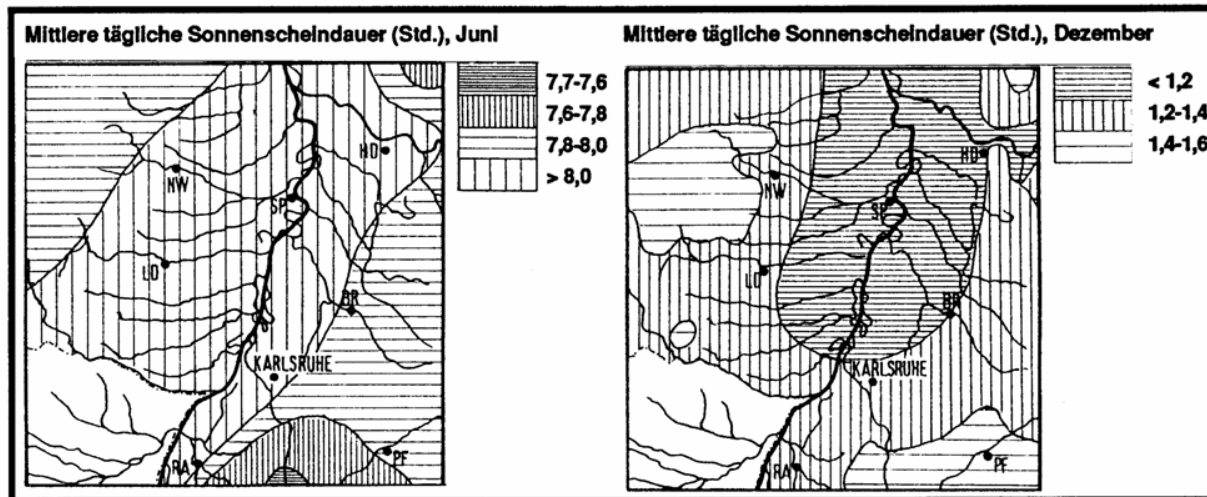 Mittlere tägliche Sonnenscheindauer (Std.), Juni
7,7-7,6
7,6-7,8
7,8-8,0
> 8,0
HD
NW
SP
LD
BR
KARLSRUHE
RA
PF
Mittlere tägliche Sonnenscheindauer (Std.), Dezember
< 1,2
1,2-1,4
1,4-1,6
HD
NW
SP
LD
BR
KARLSRUHE
RA
PF